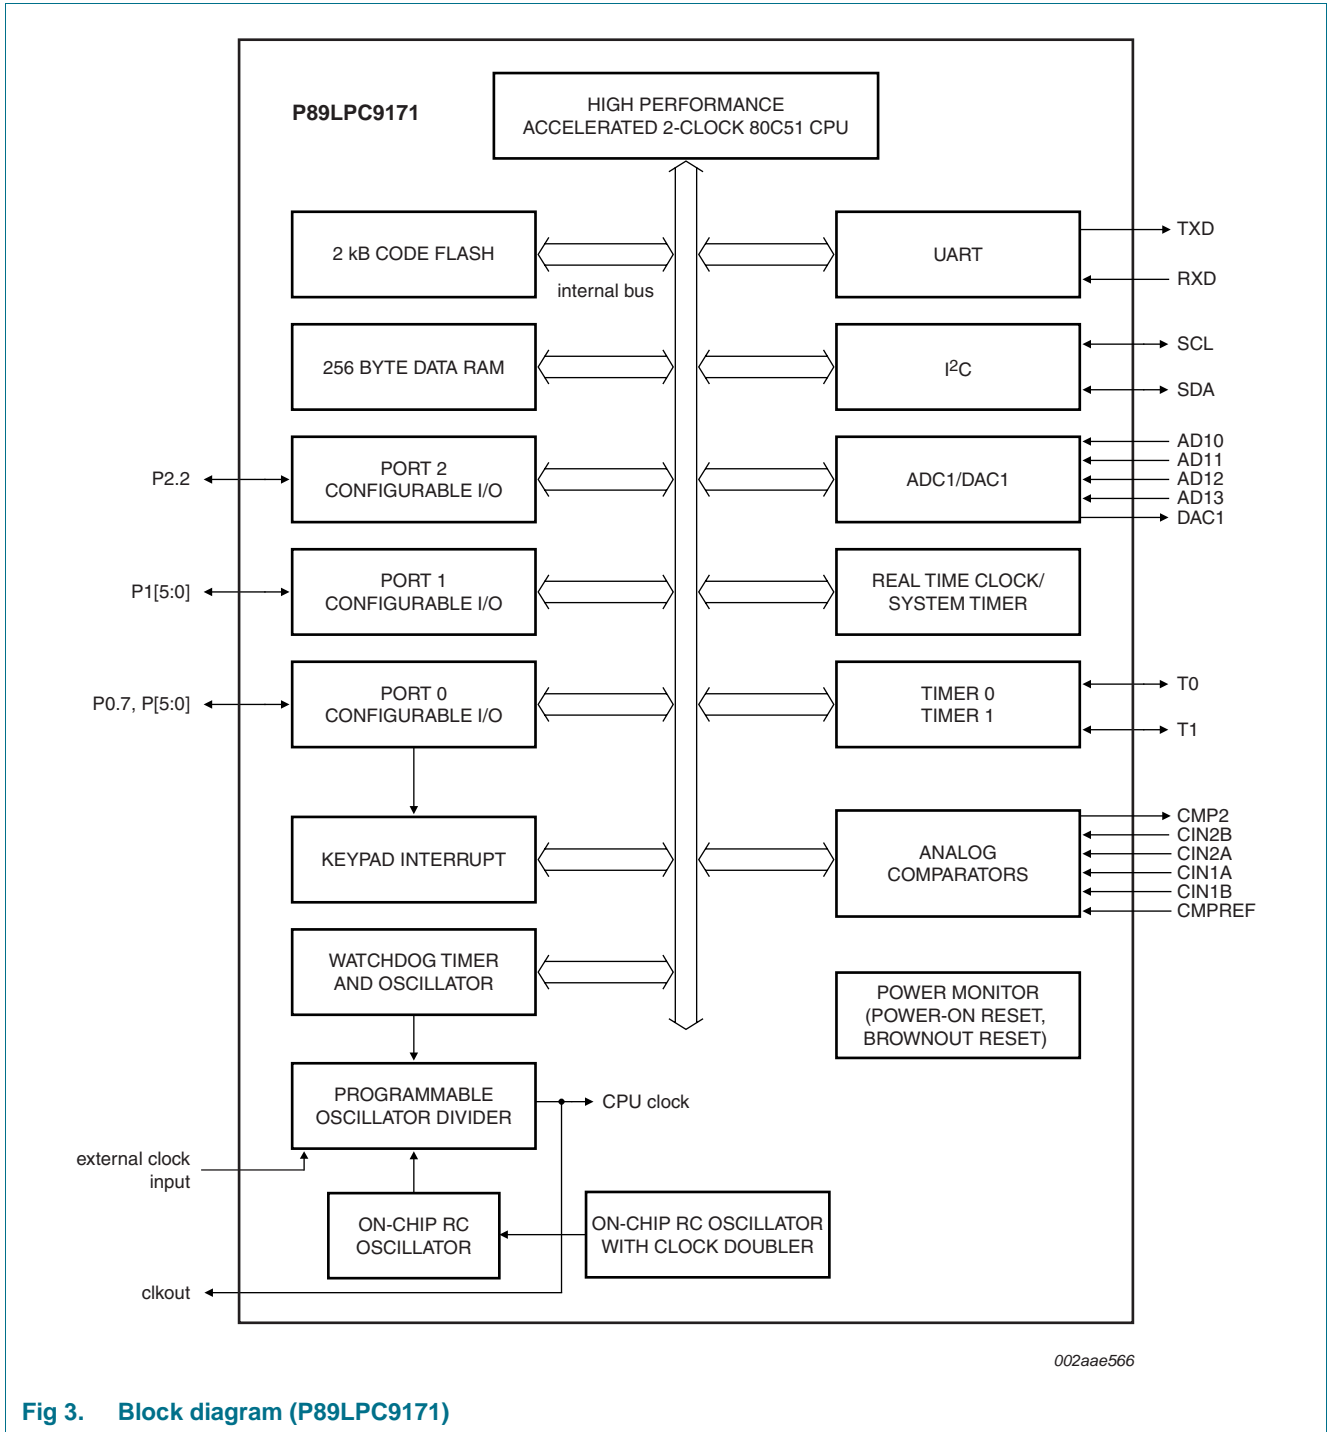 P89LPC9171
HIGH PERFORMANCE
ACCELERATED 2-CLOCK 80C51 CPU
2 kB CODE FLASH
internal bus
UART
TXD
RXD
256 BYTE DATA RAM
I2C
SCL
SDA
P2.2
PORT 2
CONFIGURABLE I/O
ADC1/DAC1
AD10
AD11
AD12
AD13
DAC1
P1[5:0]
PORT 1
CONFIGURABLE I/O
REAL TIME CLOCK/
SYSTEM TIMER
P0.7, P[5:0]
PORT 0
CONFIGURABLE I/O
TIMER 0
TIMER 1
T0
T1
KEYPAD INTERRUPT
ANALOG
COMPARATORS
CMP2
CIN2B
CIN2A
CIN1A
CIN1B
CMPREF
WATCHDOG TIMER
AND OSCILLATOR
POWER MONITOR
(POWER-ON RESET,
BROWNOUT RESET)
PROGRAMMABLE
OSCILLATOR DIVIDER
CPU clock
external clock
input
ON-CHIP RC
OSCILLATOR
ON-CHIP RC OSCILLATOR
WITH CLOCK DOUBLER
clkout
002aae566
Fig 3. Block diagram (P89LPC9171)